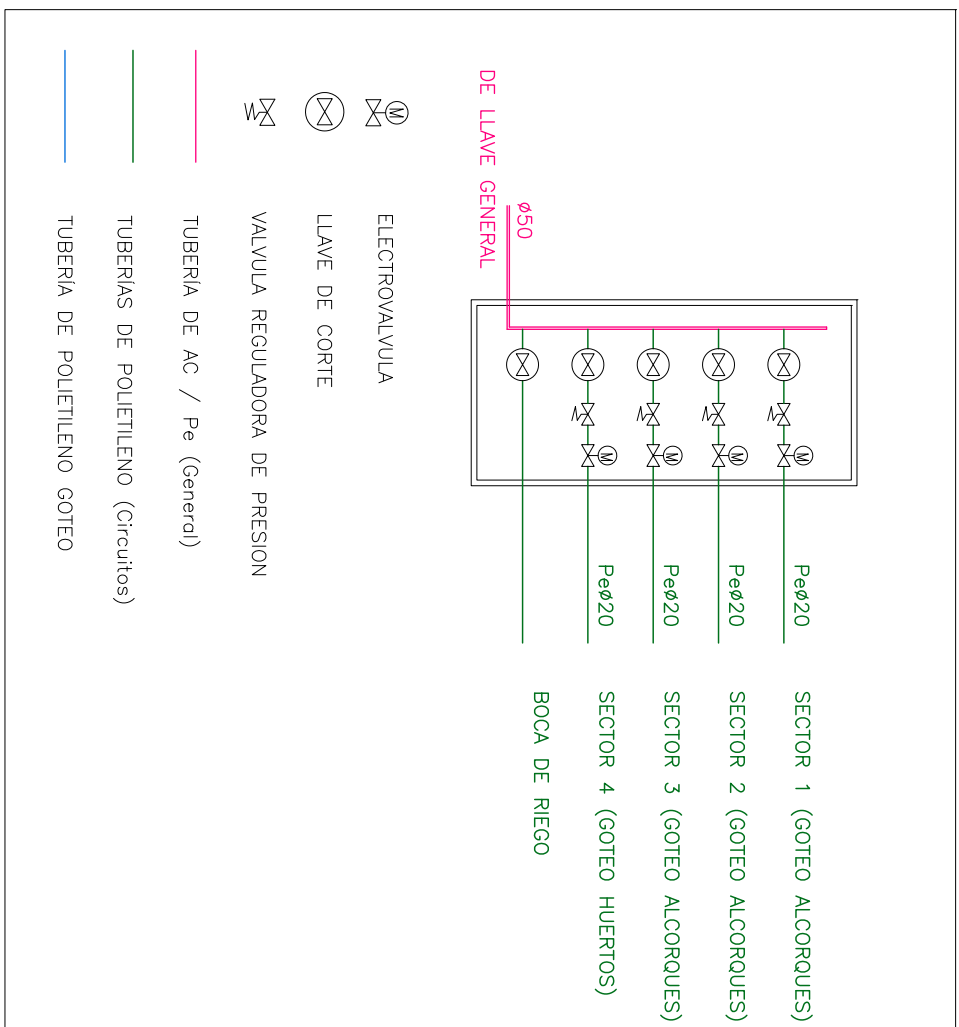 SECTOR 1 (GOTEO ALCORQUES)
SECTOR 2 (GOTEO ALCORQUES)
SECTOR 3 (GOTEO ALCORQUES)
SECTOR 4 (GOTEO HUERTOS)
BOCA DE RIEGO
Peø20
Peø20
Peø20
Peø20
M
M
M
M
ø50
DE LLAVE GENERAL
M
ELECTROVALVULA
LLAVE DE CORTE
VALVULA REGULADORA DE PRESION
TUBERÍA DE AC / Pe (General)
TUBERÍAS DE POLIETILENO (Circuitos)
TUBERÍA DE POLIETILENO GOTEO